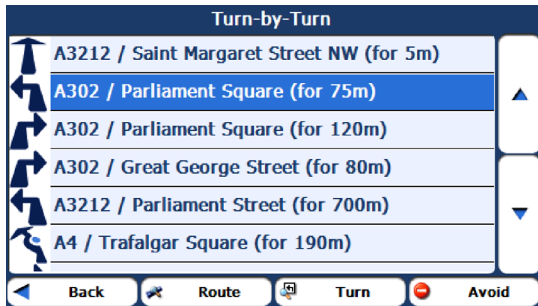 Turn-by-Turn
A3212 / Saint Margaret Street NW (for 5m)
A302 / Parliament Square (for 75m)
A302 / Parliament Square (for 120m)
A302 / Great George Street (for 80m)
A3212 / Parliament Street (for 700m)
A4 / Trafalgar Square (for 190m)
Back Route Turn Avoid